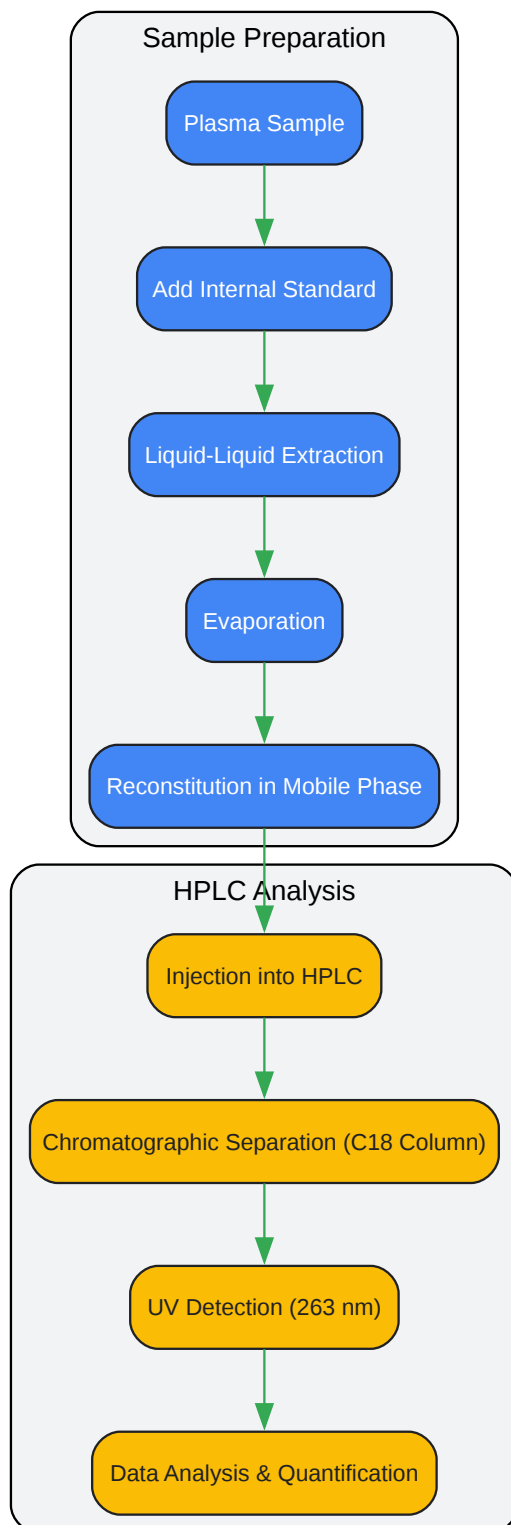 Sample Preparation
Plasma Sample
Add Internal Standard
Liquid-Liquid Extraction
Evaporation
Reconstitution in Mobile Phase
HPLC Analysis
Injection into HPLC
Chromatographic Separation (C18 Column)
UV Detection (263 nm)
Data Analysis & Quantification